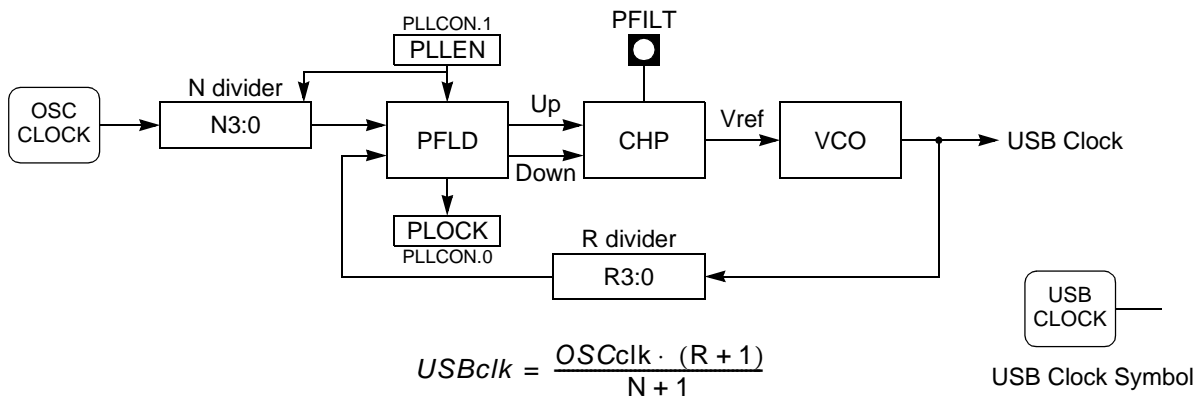 PLLCON.1
PLLEN
PFILT
N divider
OSC
CLOCK
N3:0
PFLD
Up
Down
CHP
Vref
VCO
USB Clock
PLOCK
PLLCON.0
R divider
R3:0
USB
CLOCK
USBclk = OSCclk · (R + 1)
N + 1
USB Clock Symbol